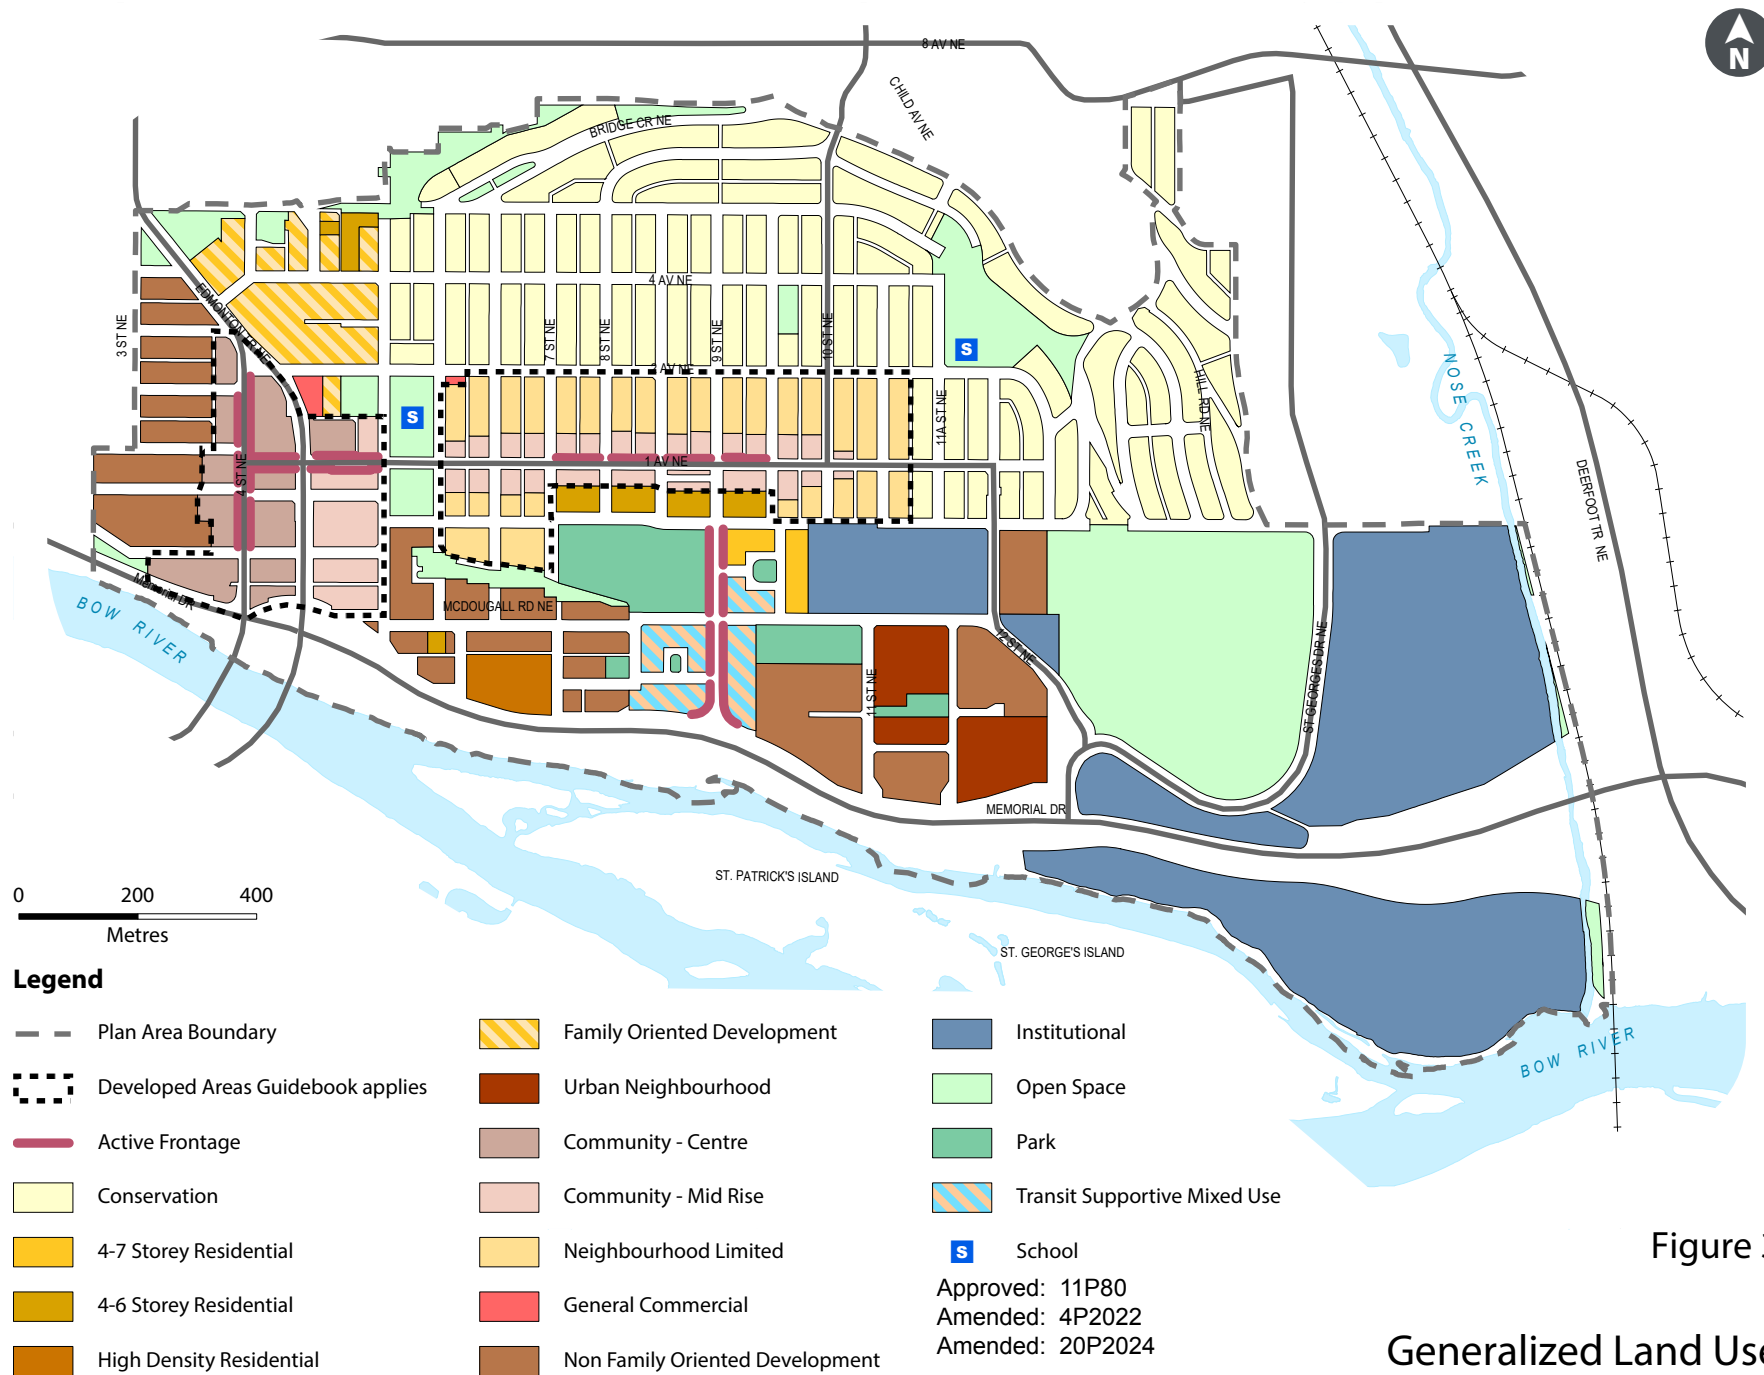 N
8 AV NE
CHILD AV NE
BRIDGE CR NE
4 AV NE
EDMONTON TR NE
3 ST NE
7 ST NE
8 ST NE
9 ST NE
10 ST NE
2 AV NE
S
S
11A ST NE
HILL RD NE
NOSE CREEK
DEERFOOT TR NE
4 ST NE
1 AV NE
Memorial DR
BOW RIVER
MCDOUGALL RD NE
12 ST NE
11 ST NE
ST GEORGES DR NE
MEMORIAL DR
ST. PATRICK'S ISLAND
ST. GEORGE'S ISLAND
BOW RIVER
0 200 400
Metres
Legend
Plan Area Boundary
Developed Areas Guidebook applies
Active Frontage
Conservation
4-7 Storey Residential
4-6 Storey Residential
High Density Residential
Family Oriented Development
Urban Neighbourhood
Community - Centre
Community - Mid Rise
Neighbourhood Limited
General Commercial
Non Family Oriented Development
Institutional
Open Space
Park
Transit Supportive Mixed Use
S School
Approved: 11P80
Amended: 4P2022
Amended: 20P2024
Figure
Generalized Land Use